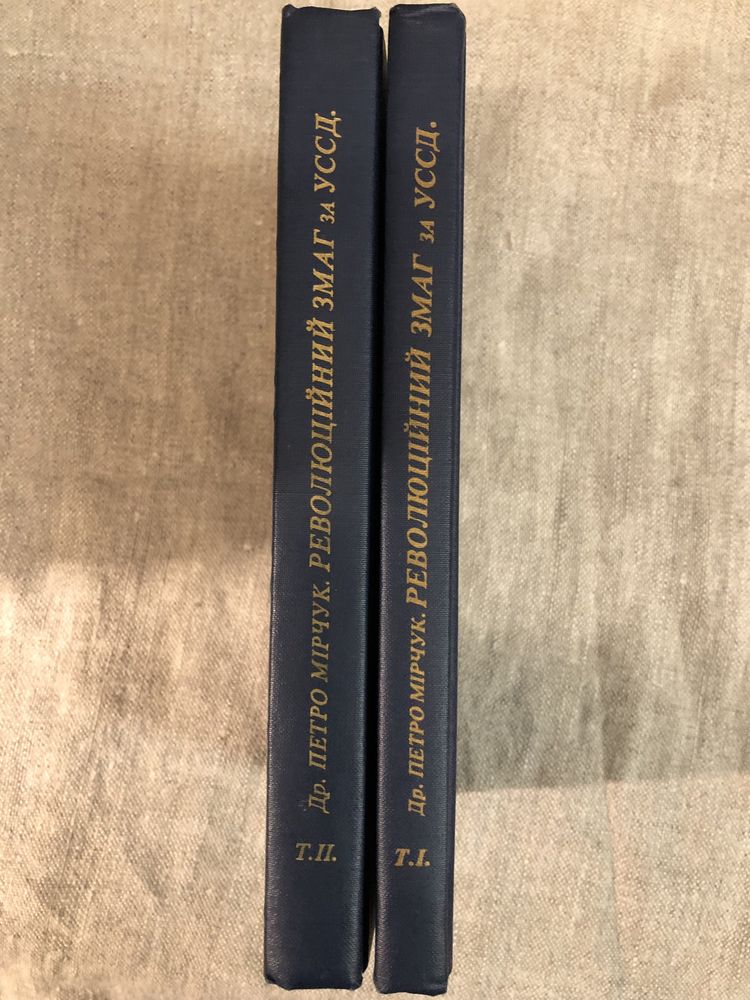 Т.II.
Др. ПЕТРО МІРЧУК. РЕВОЛЮЦІЙНИЙ ЗМАГ ЗА УССД.
Т.I.
Др. ПЕТРО МІРЧУК. РЕВОЛЮЦІЙНИЙ ЗМАГ ЗА УССД.